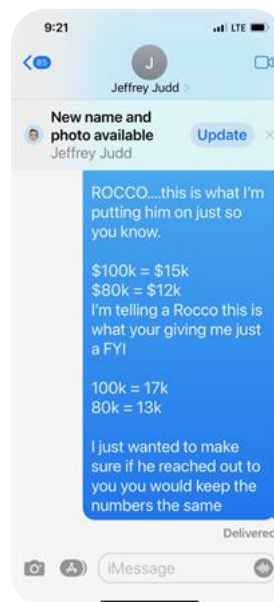 9:21
LTE
85
J
Jeffrey Judd
New name and
photo available
Update
Jeffrey Judd
ROCCO....this is what I'm
putting him on just so
you know.
$100k = $15k
$80k = $12k
I'm telling a Rocco this is
what your giving me just
a FYI
100k = 17k
80k = 13k
I just wanted to make
sure if he reached out to
you you would keep the
numbers the same
Delivered
iMessage